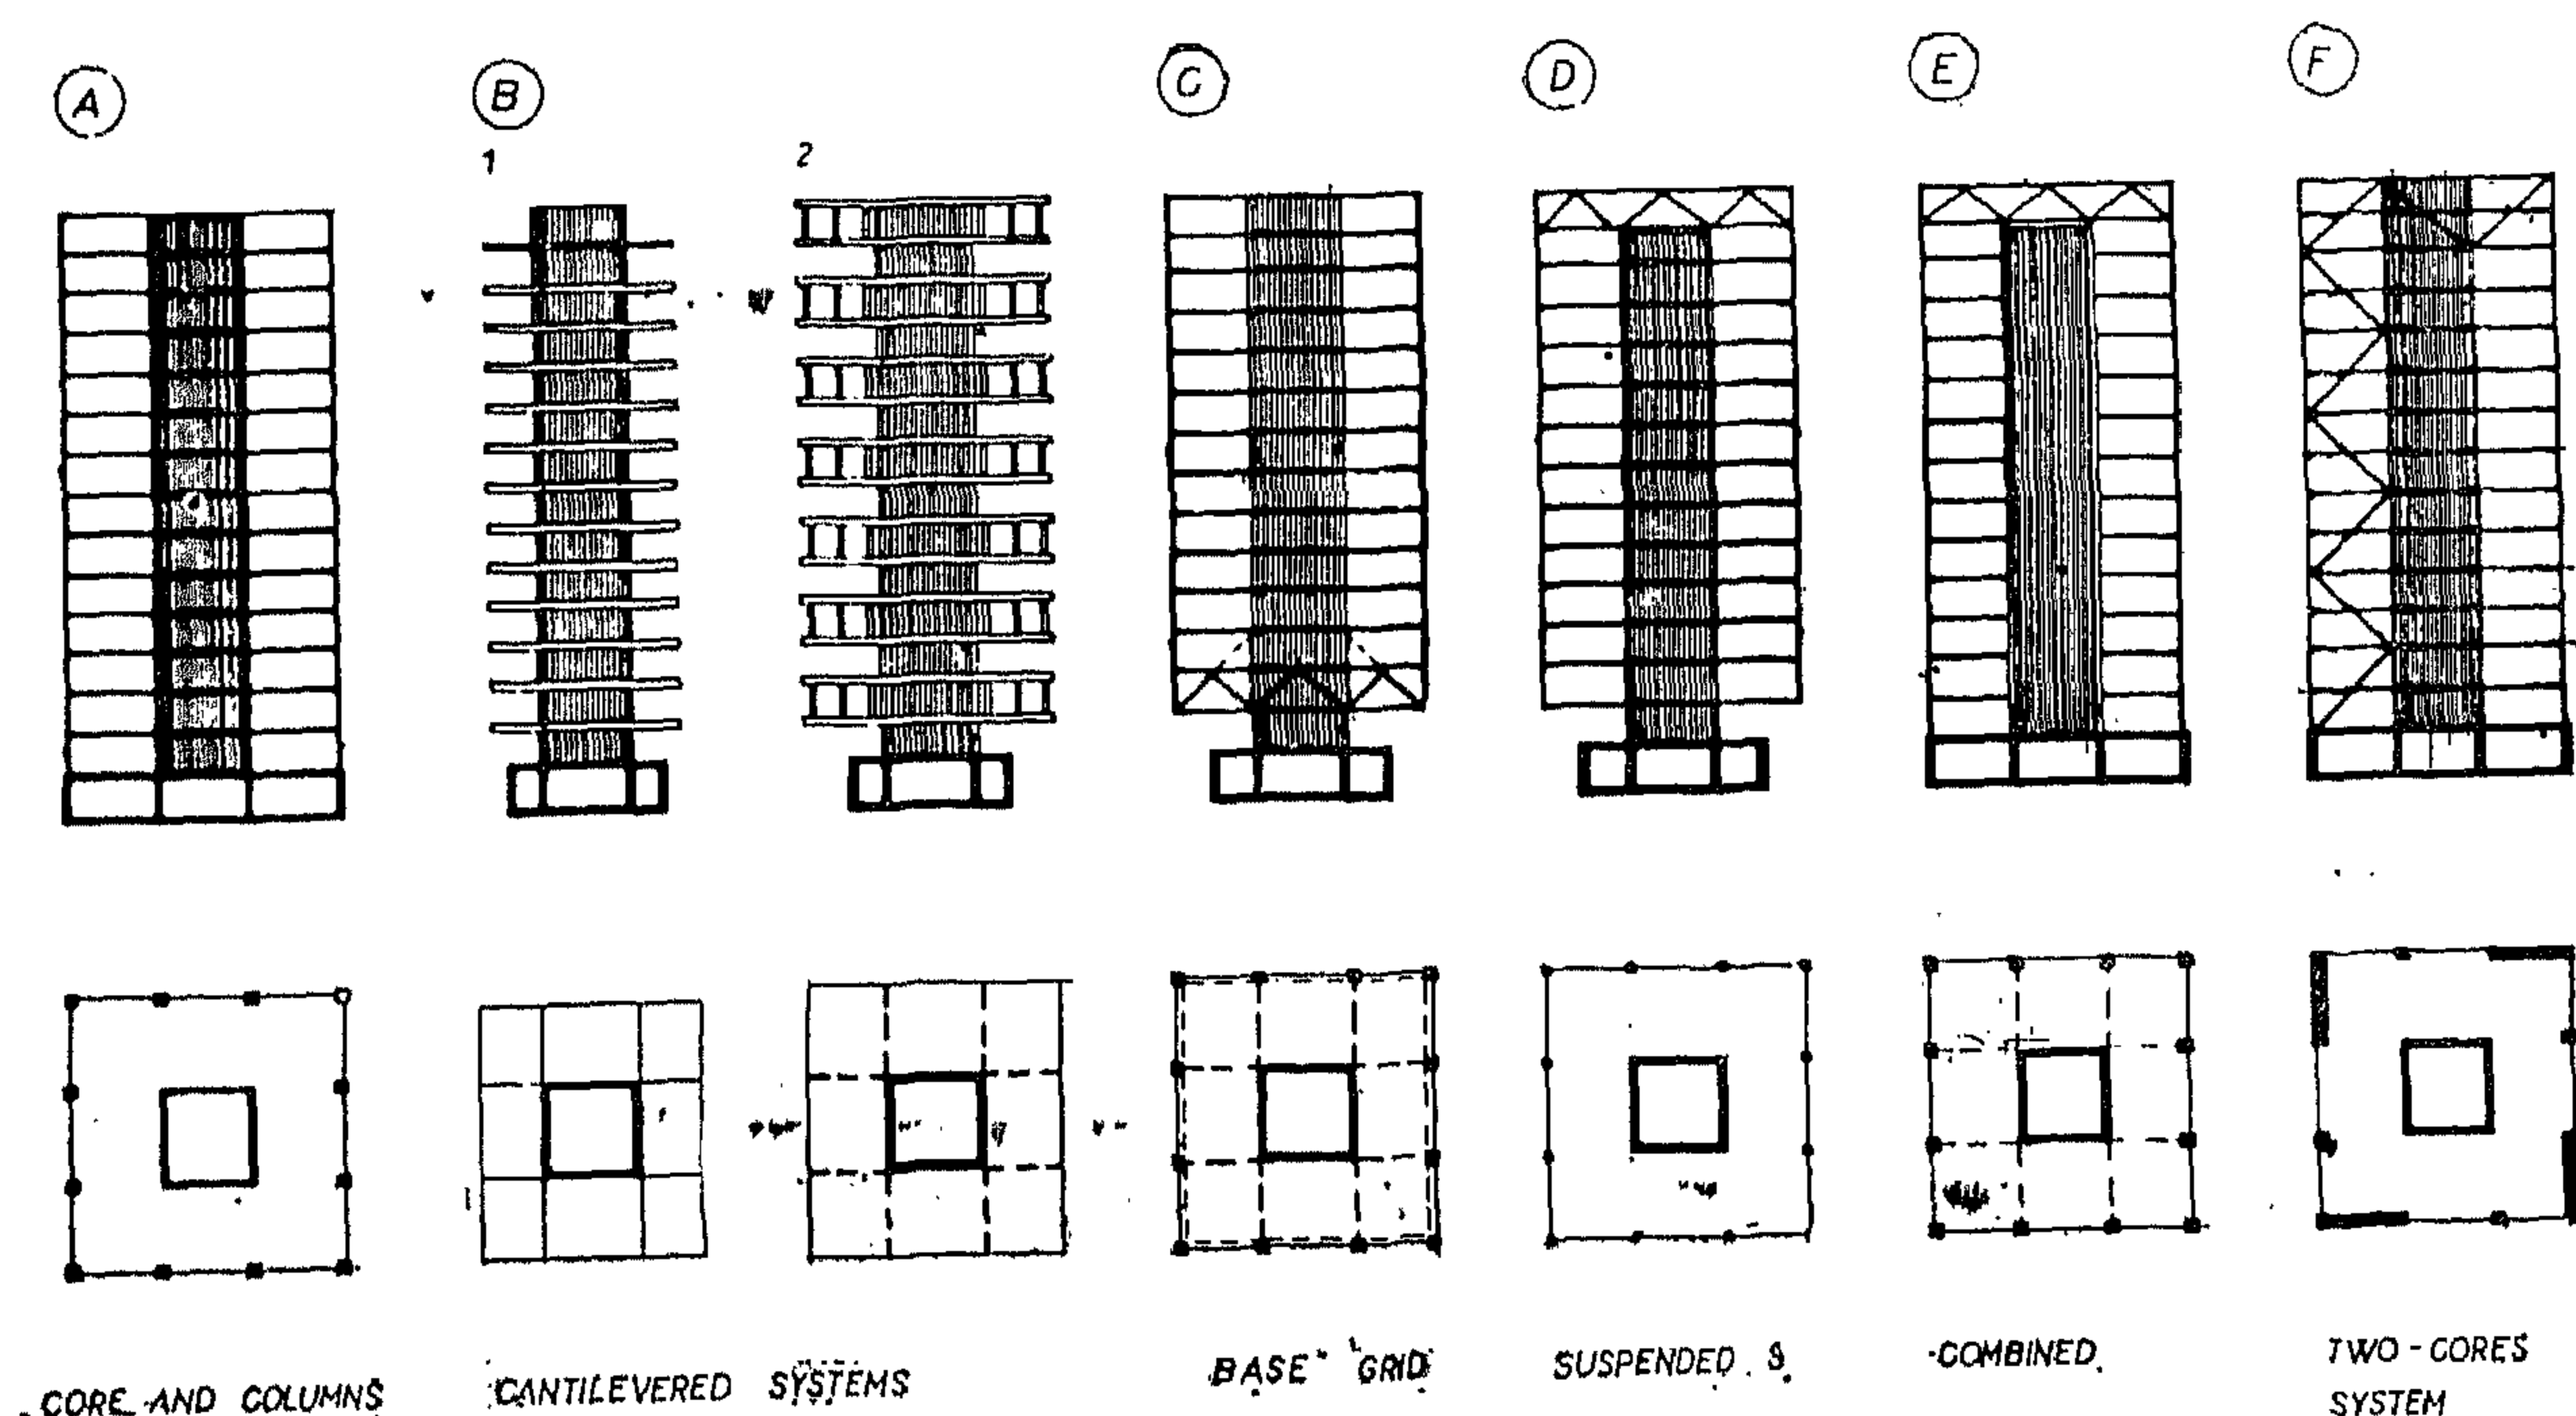 A
B
C
D
E
F
1
2
CORE AND COLUMNS
CANTILEVERED SYSTEMS
BASE GRID
SUSPENDED S.
COMBINED
TWO-CORES
SYSTEM